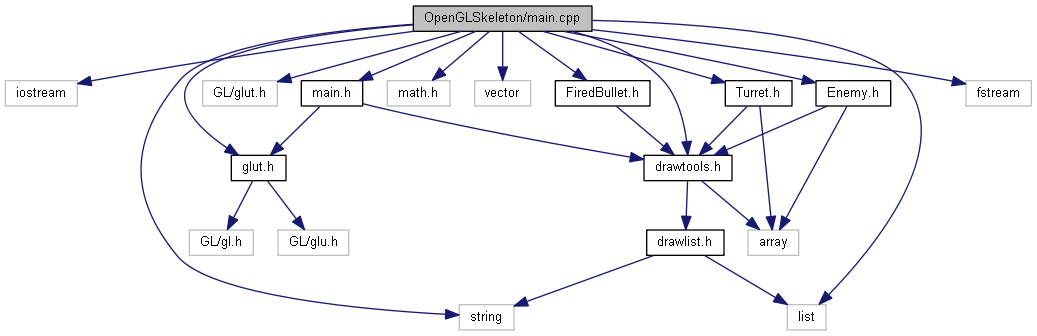 OpenGLSkeleton/main.cpp
iostream
GL/glut.h
main.h
math.h
vector
FiredBullet.h
Turret.h
Enemy.h
fstream
glut.h
drawtools.h
GL/gl.h
GL/glu.h
drawlist.h
array
string
list